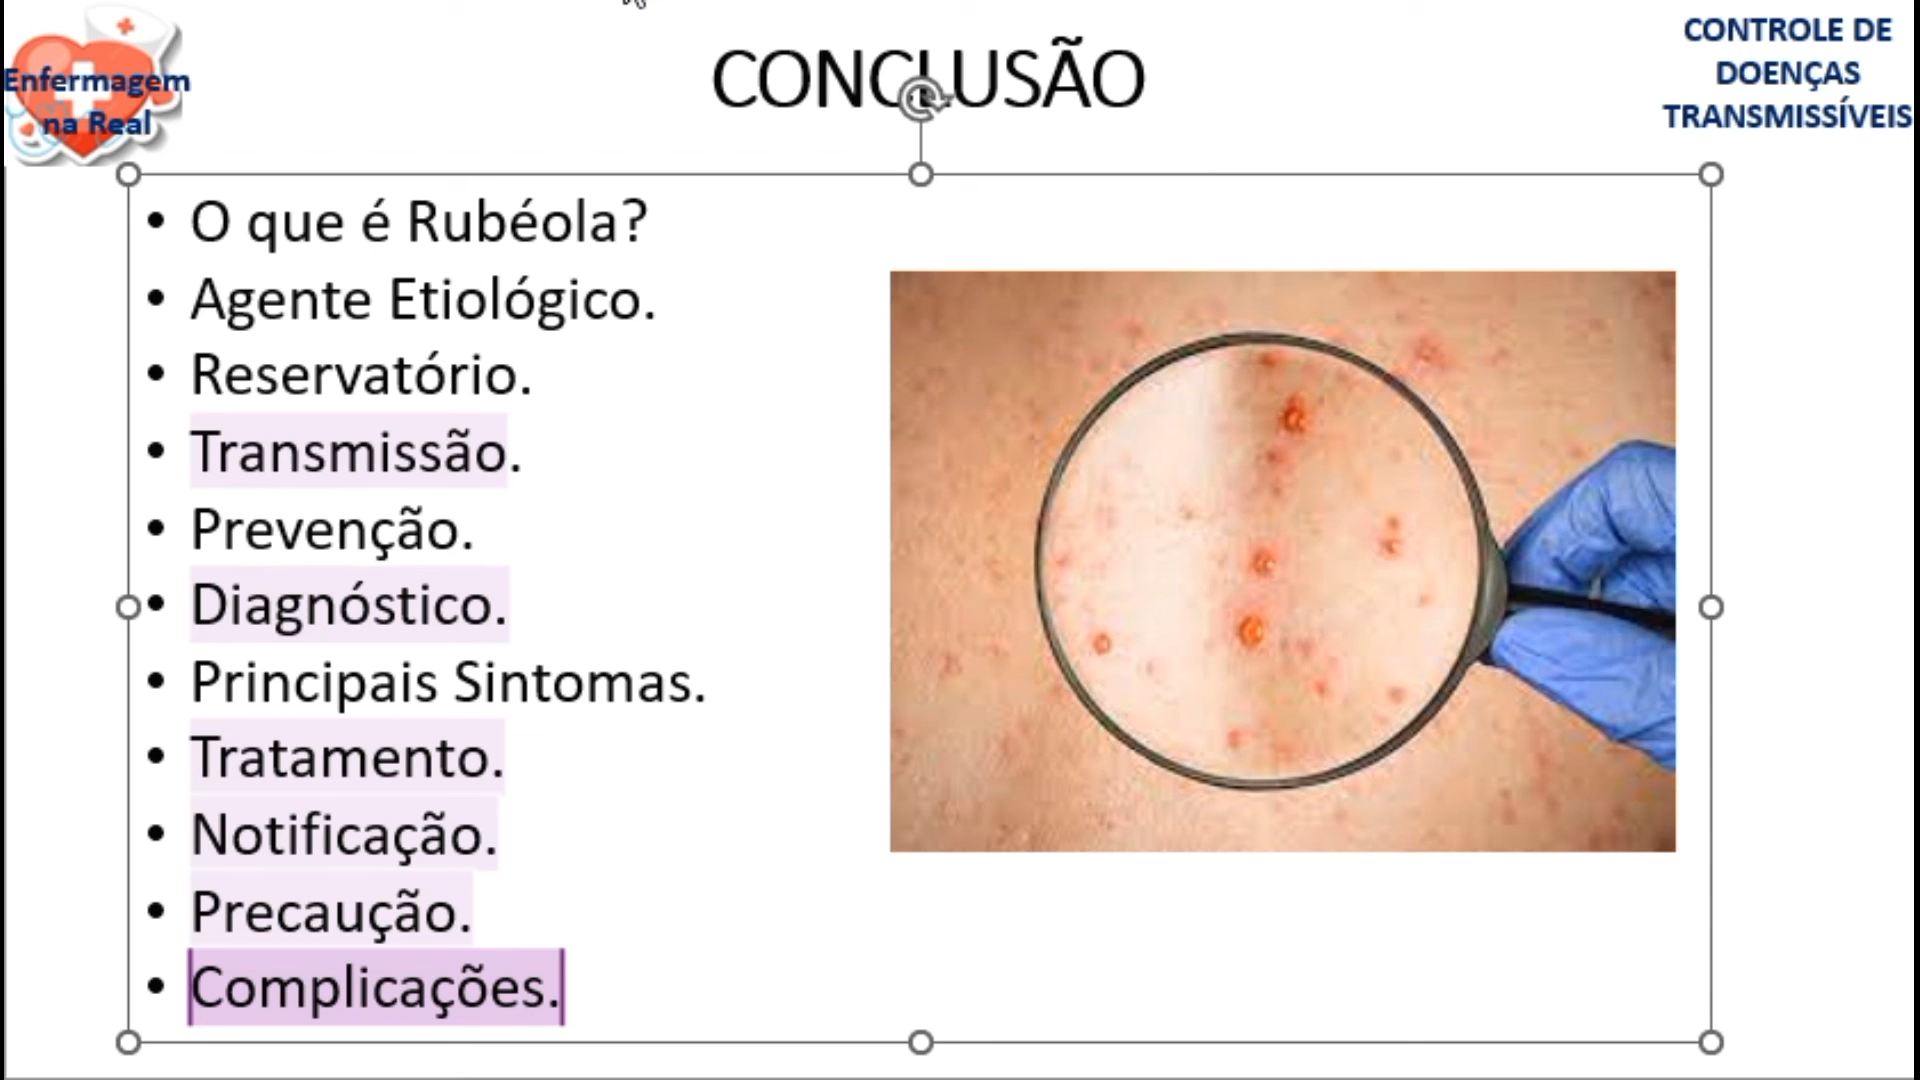 Enfermagem
na Real
CONCLUSÃO
CONTROLE DE
DOENÇAS
TRANSMISSÍVEIS
• O que é Rubéola?
• Agente Etiológico.
• Reservatório.
• Transmissão.
• Prevenção.
• Diagnóstico.
• Principais Sintomas.
• Tratamento.
• Notificação.
• Precaução.
• Complicações.